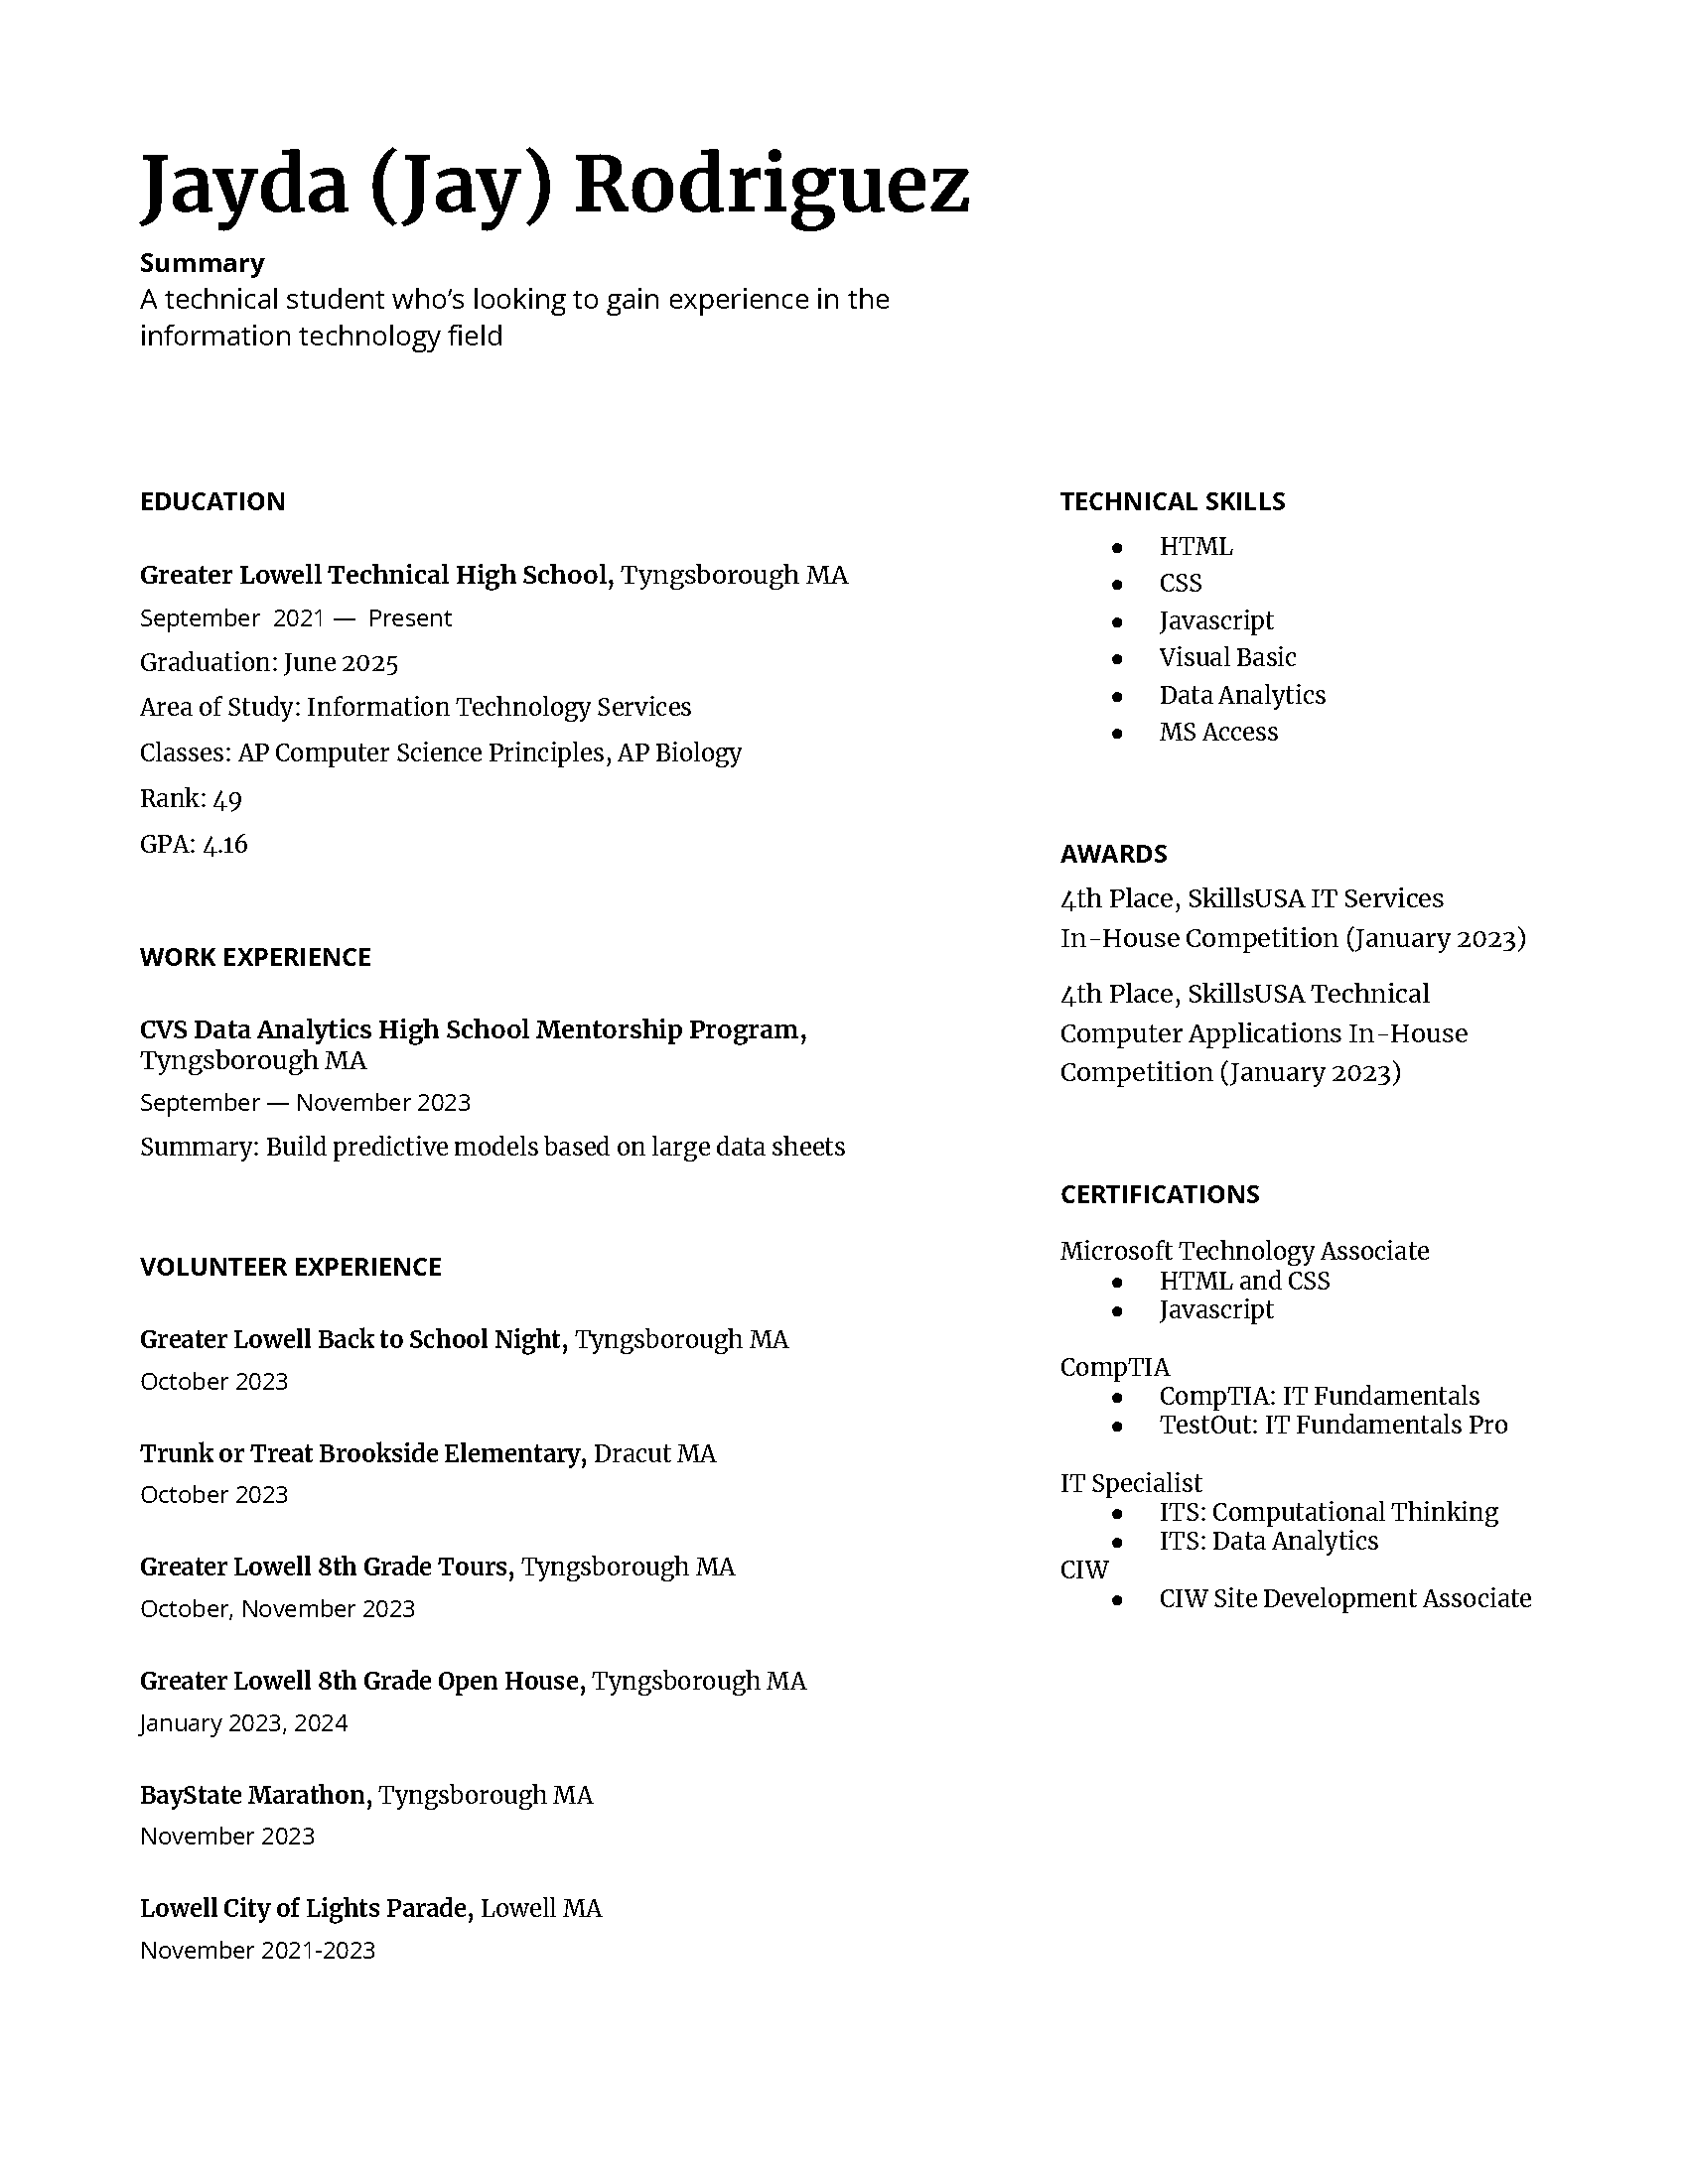 Jayda (Jay) Rodriguez
Summary
A technical student who's looking to gain experience in the
information technology field
EDUCATION
Greater Lowell Technical High School, Tyngsborough MA
September  2021 —  Present
Graduation: June 2025
Area of Study: Information Technology Services
Classes: AP Computer Science Principles, AP Biology
Rank: 49
GPA: 4.16
WORK EXPERIENCE
CVS Data Analytics High School Mentorship Program,
Tyngsborough MA
September — November 2023
Summary: Build predictive models based on large data sheets
VOLUNTEER EXPERIENCE
Greater Lowell Back to School Night, Tyngsborough MA
October 2023
Trunk or Treat Brookside Elementary, Dracut MA
October 2023
Greater Lowell 8th Grade Tours, Tyngsborough MA
October, November 2023
Greater Lowell 8th Grade Open House, Tyngsborough MA
January 2023, 2024
BayState Marathon, Tyngsborough MA
November 2023
Lowell City of Lights Parade, Lowell MA
November 2021-2023
TECHNICAL SKILLS
● HTML
● CSS
● Javascript
● Visual Basic
● Data Analytics
● MS Access
AWARDS
4th Place, SkillsUSA IT Services
In-House Competition (January 2023)
4th Place, SkillsUSA Technical
Computer Applications In-House
Competition (January 2023)
CERTIFICATIONS
Microsoft Technology Associate
● HTML and CSS
● Javascript
CompTIA
● CompTIA: IT Fundamentals
● TestOut: IT Fundamentals Pro
IT Specialist
● ITS: Computational Thinking
● ITS: Data Analytics
CIW
● CIW Site Development Associate